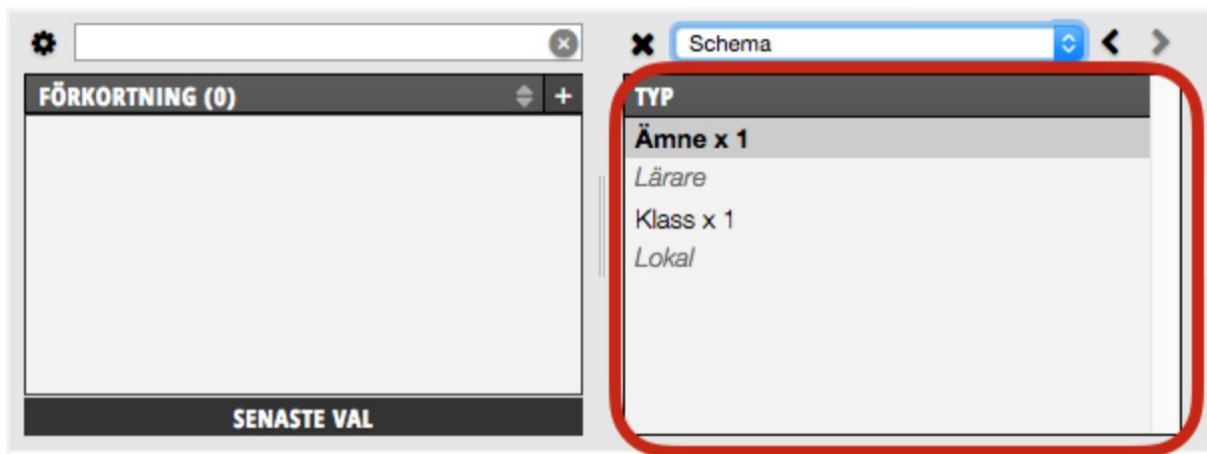 Schema
FÖRKORTNING (0) +
TYP
Ämne x 1
Lärare
Klass x 1
Lokal
SENASTE VAL